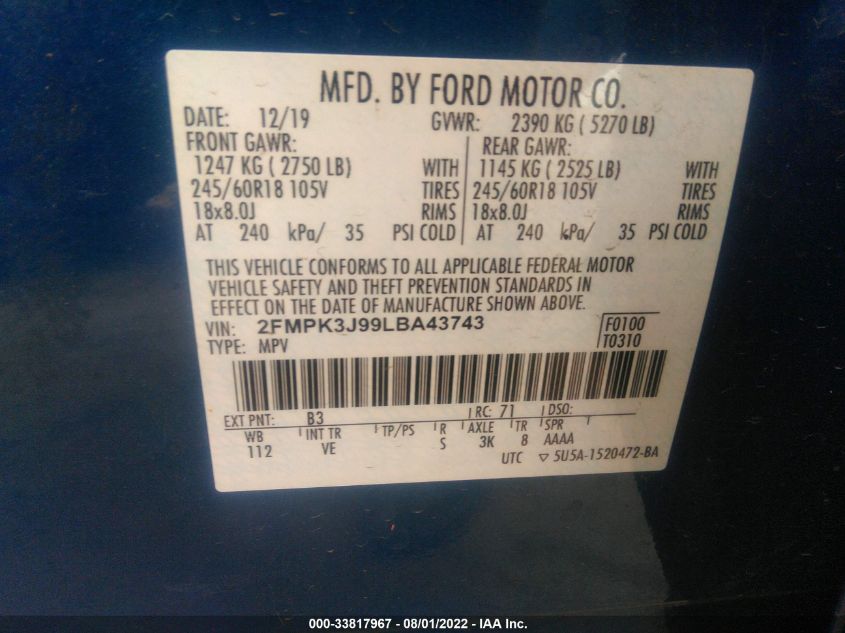 MFD. BY FORD MOTOR CO.
DATE: 12/19 GVWR: 2390 KG ( 5270 LB)
FRONT GAWR: REAR GAWR:
1247 KG ( 2750 LB) WITH 1145 KG ( 2525 LB) WITH
245/60R18 105V TIRES 245/60R18 105V TIRES
18x8.0J RIMS 18x8.0J RIMS
AT 240 kPa/ 35 PSI COLD AT 240 kPa/ 35 PSI COLD
THIS VEHICLE CONFORMS TO ALL APPLICABLE FEDERAL MOTOR
VEHICLE SAFETY AND THEFT PREVENTION STANDARDS IN
EFFECT ON THE DATE OF MANUFACTURE SHOWN ABOVE.
VIN: 2FMPK3J99LBA43743 F0100
TYPE: MPV T0310
EXT PNT: B3 RC: 71 DSO:
WB INT TR TP/PS R AXLE TR SPR
112 VE S 3K 8 AAAA
UTC ▽ 5U5A-1520472-BA
000-33817967 - 08/01/2022 - IAA Inc.